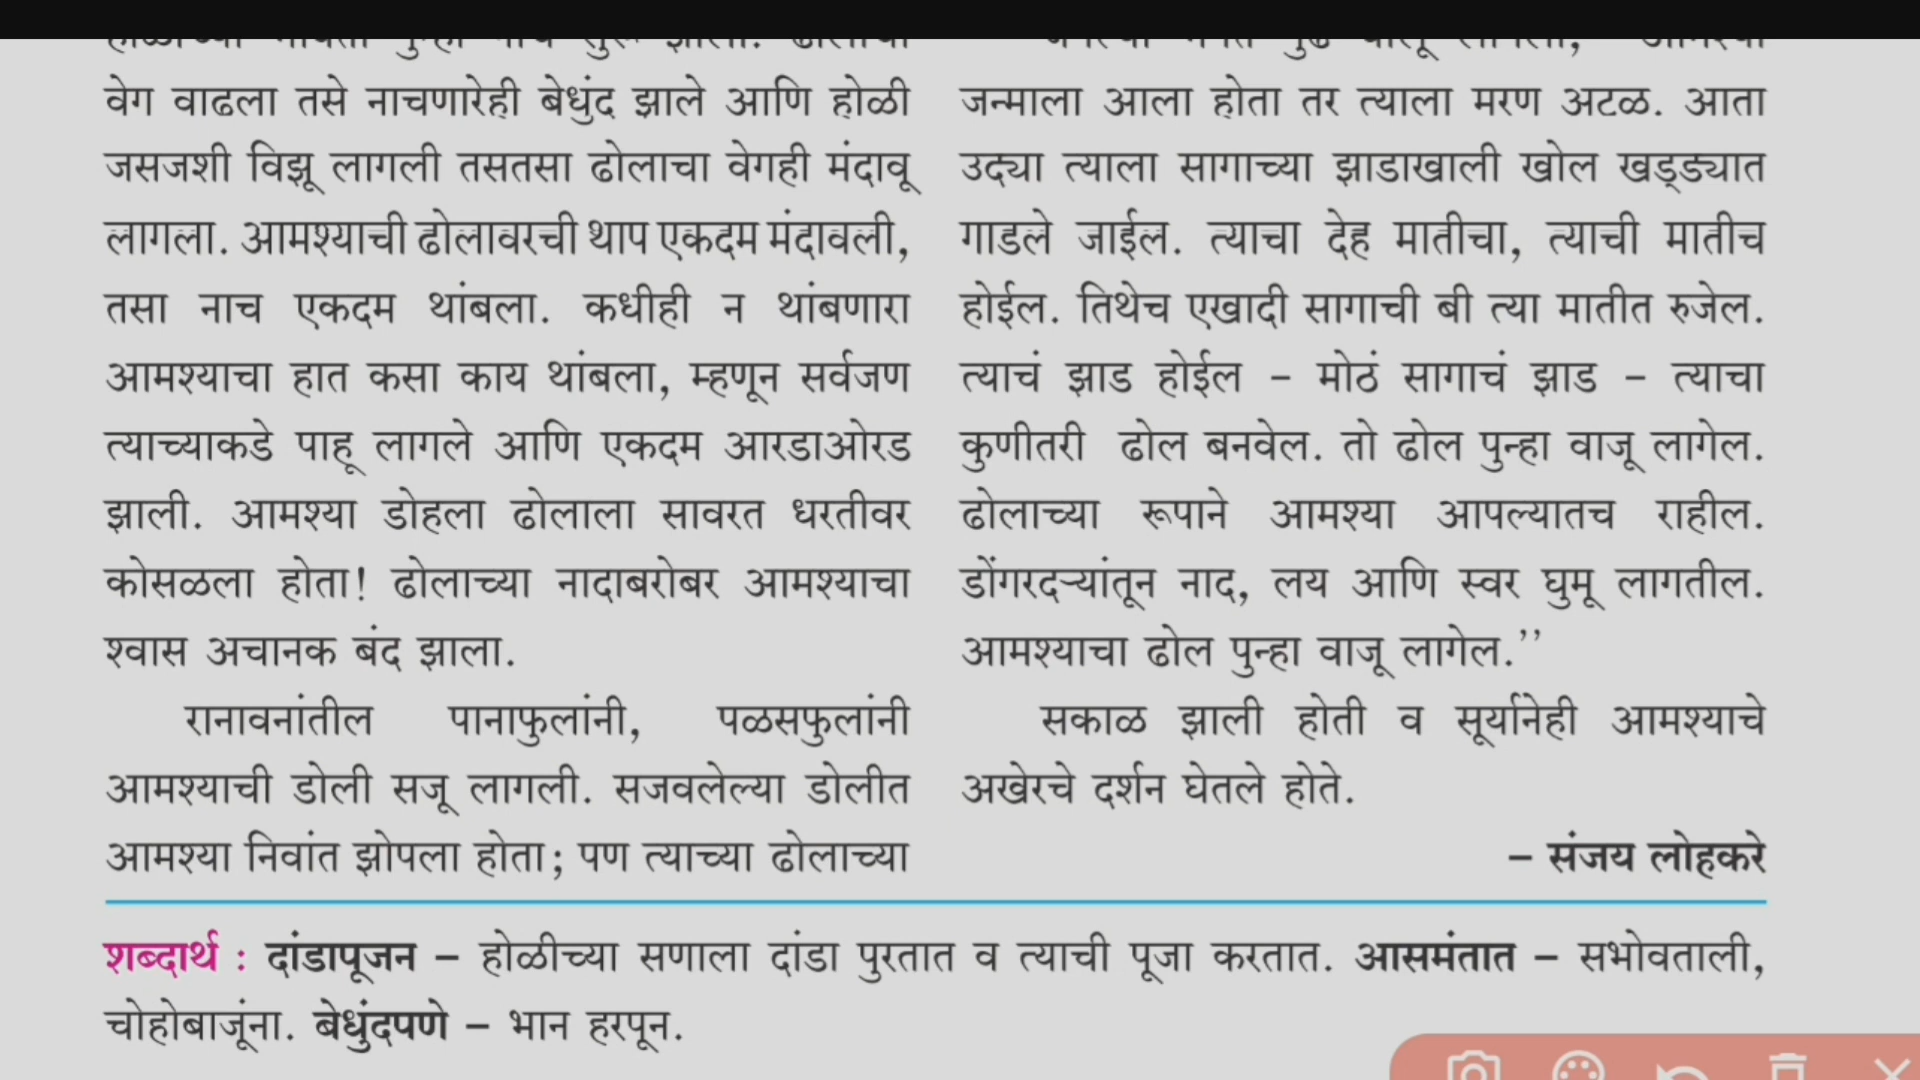 वेग वाढला तसे नाचणारेही बेधुंद झाले आणि होळी
जसजशी विझू लागली तसतसा ढोलाचा वेगही मंदावू
लागला. आमश्याची ढोलावरची थाप एकदम मंदावली,
तसा नाच एकदम थांबला. कधीही न थांबणारा
आमश्याचा हात कसा काय थांबला, म्हणून सर्वजण
त्याच्याकडे पाहू लागले आणि एकदम आरडाओरड
झाली. आमश्या डोहला ढोलाला सावरत धरतीवर
कोसळला होता! ढोलाच्या नादाबरोबर आमश्याचा
श्वास अचानक बंद झाला.
रानावनांतील पानाफुलांनी, पळसफुलांनी
आमश्याची डोली सजू लागली. सजवलेल्या डोलीत
आमश्या निवांत झोपला होता; पण त्याच्या ढोलाच्या
जन्माला आला होता तर त्याला मरण अटळ. आता
उद्या त्याला सागाच्या झाडाखाली खोल खड्ड्यात
गाडले जाईल. त्याचा देह मातीचा, त्याची मातीच
होईल. तिथेच एखादी सागाची बी त्या मातीत रुजेल.
त्याचं झाड होईल – मोठं सागाचं झाड – त्याचा
कुणीतरी ढोल बनवेल. तो ढोल पुन्हा वाजू लागेल.
ढोलाच्या रूपाने आमश्या आपल्यातच राहील.
डोंगरदऱ्यांतून नाद, लय आणि स्वर घुमू लागतील.
आमश्याचा ढोल पुन्हा वाजू लागेल.’’
सकाळ झाली होती व सूर्यानेही आमश्याचे
अखेरचे दर्शन घेतले होते.
– संजय लोहकरे
शब्दार्थ : दांडापूजन – होळीच्या सणाला दांडा पुरतात व त्याची पूजा करतात. आसमंतात – सभोवताली,
चोहोबाजूंना. बेधुंदपणे – भान हरपून.